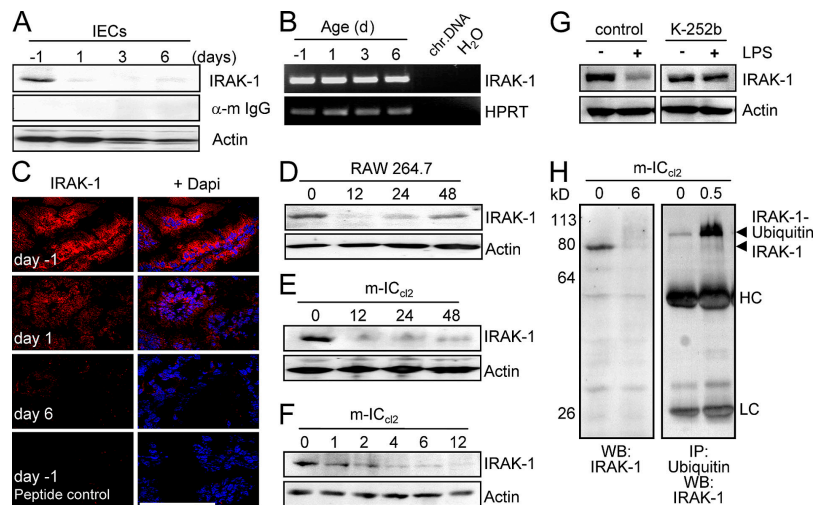 A
IECs
-1 1 3 6 (days)
IRAK-1
α-m IgG
Actin
B
Age (d)
-1 1 3 6 chr.DNA H₂O
IRAK-1
HPRT
C
IRAK-1 + Dapi
day -1
day 1
day 6
day -1
Peptide control
D
RAW 264.7
0 12 24 48
IRAK-1
Actin
E
m-ICcl2
0 12 24 48
IRAK-1
Actin
F
m-ICcl2
0 1 2 4 6 12
IRAK-1
Actin
G
control K-252b
- + - + LPS
IRAK-1
Actin
H
m-ICcl2
kD 0 6 0 0.5
113
80
64
26
IRAK-1-
Ubiquitin
IRAK-1
HC
LC
WB:
IRAK-1
IP:
Ubiquitin
WB:
IRAK-1